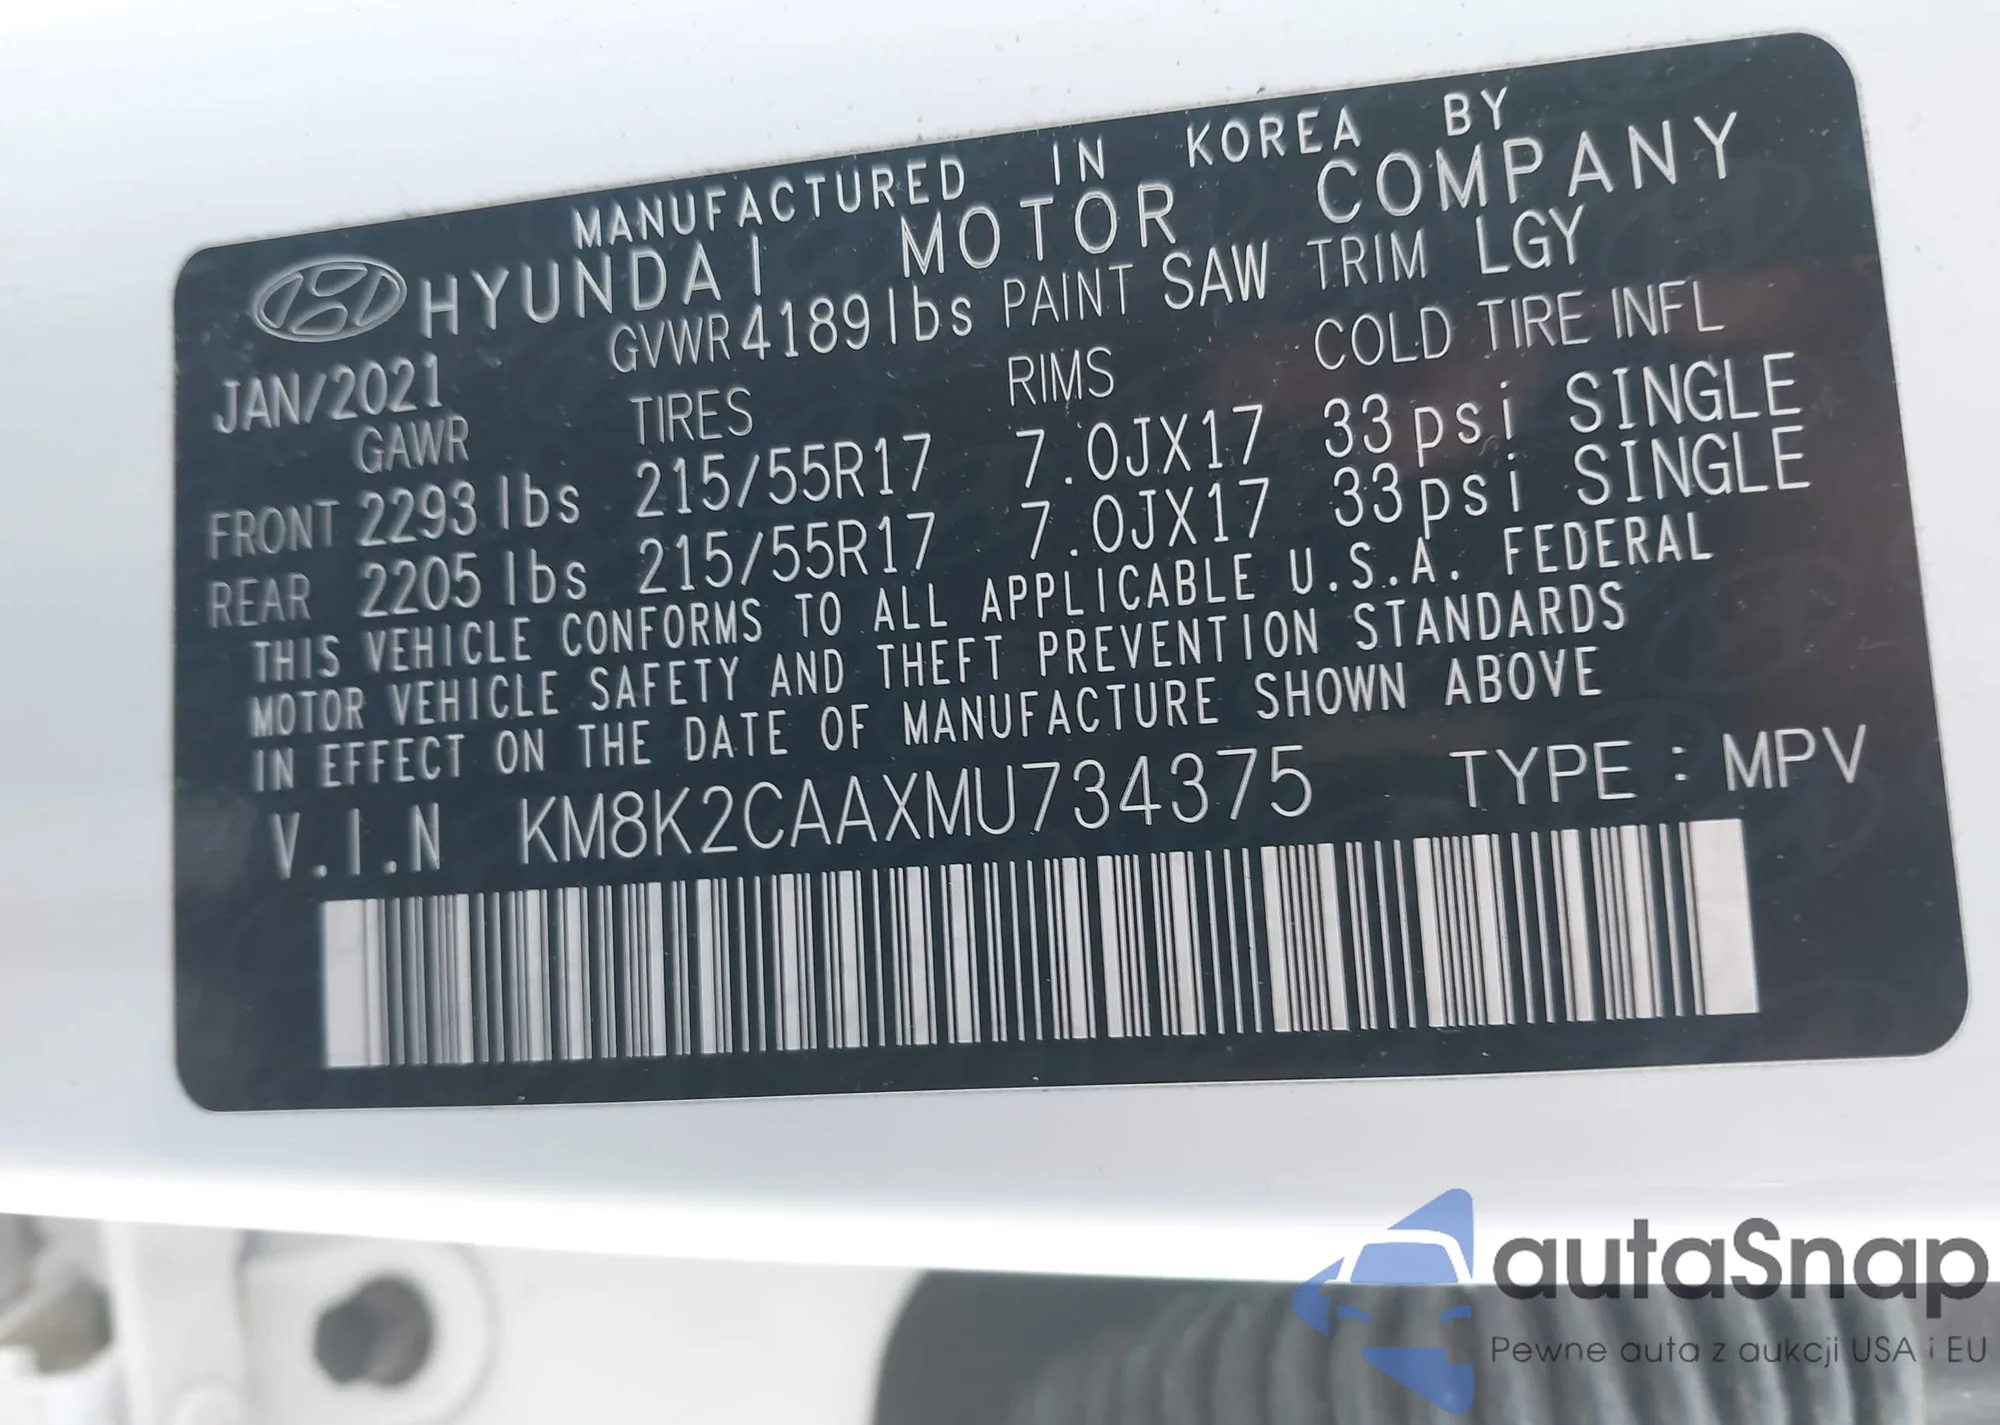 MANUFACTURED IN KOREA BY
HYUNDAI MOTOR COMPANY
JAN/2021 GVWR 4189 lbs PAINT SAW TRIM LGY
GAWR TIRES RIMS COLD TIRE INFL
FRONT 2293 lbs 215/55R17 7.0JX17 33 psi SINGLE
REAR 2205 lbs 215/55R17 7.0JX17 33 psi SINGLE
THIS VEHICLE CONFORMS TO ALL APPLICABLE U.S.A. FEDERAL
MOTOR VEHICLE SAFETY AND THEFT PREVENTION STANDARDS
IN EFFECT ON THE DATE OF MANUFACTURE SHOWN ABOVE
V.I.N KM8K2CAAXMU734375 TYPE : MPV
autaSnap
Pewne auta z aukcji USA i EU